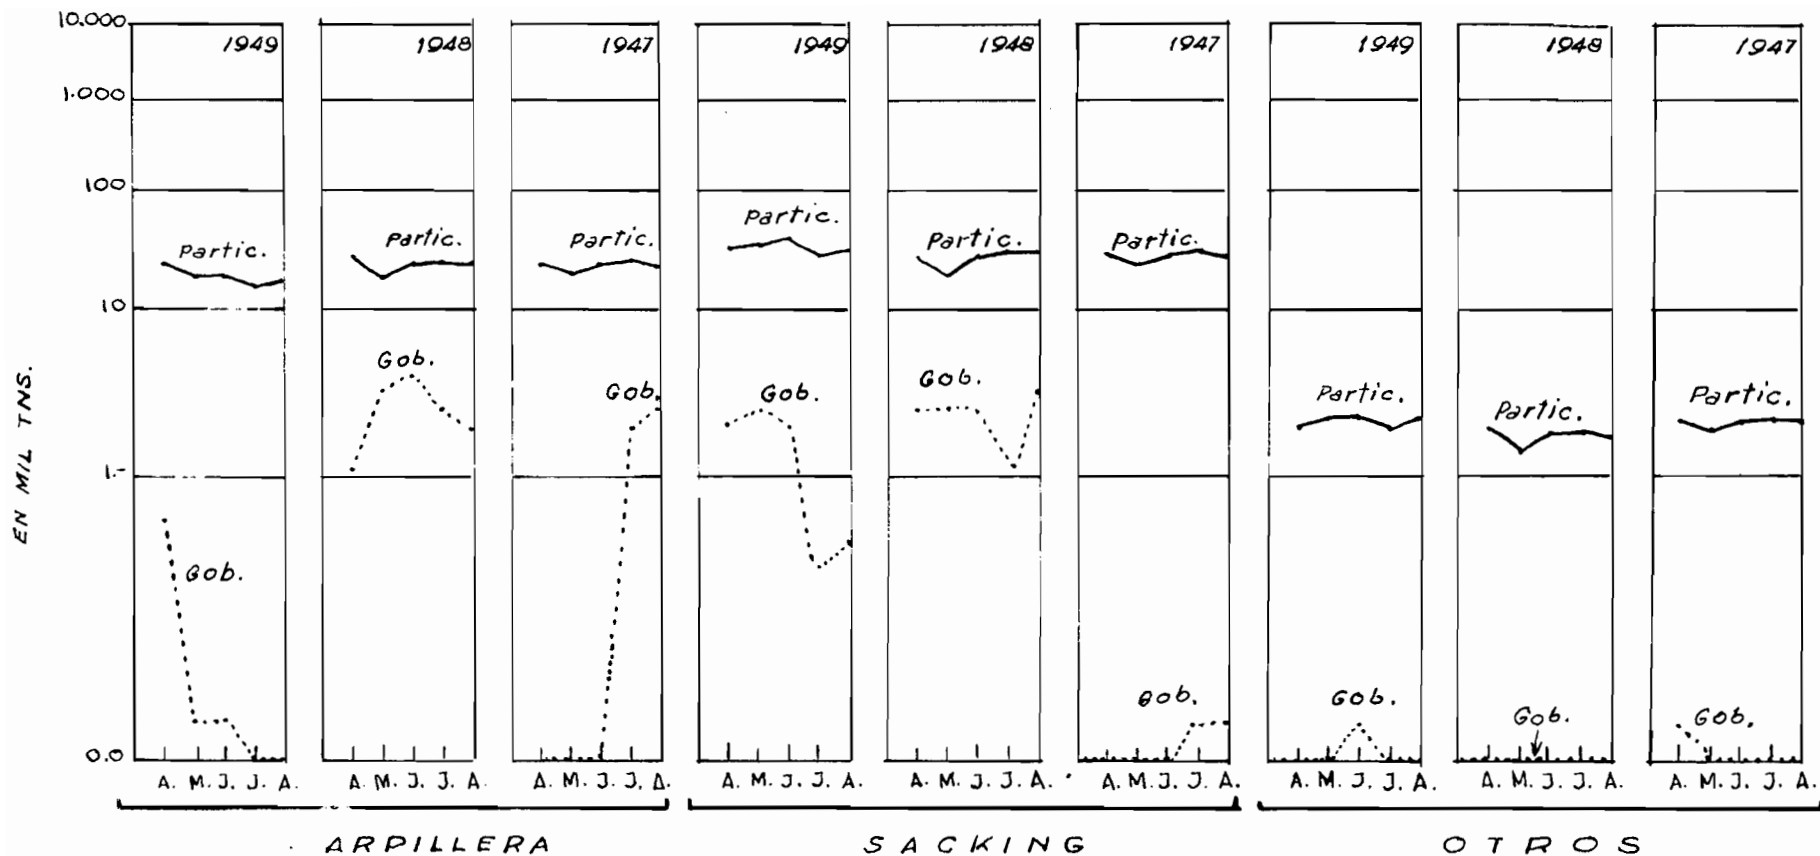 10.000
1949 1948 1947 1949 1948 1947 1949 1948 1947
1.000
100
Partic. Partic. Partic. Partic. Partic. Partic.
10
Gob. Gob. Gob. Gob.
Partic. Partic. Partic.
1.-
EN MIL TNS.
Gob.
Gob. Gob. Gob. Gob.
0.0
A. M. J. J. A. A. M. J. J. A. A. M. J. J. A. A. M. J. J. A. A. M. J. J. A. A. M. J. J. A. A. M. J. J. A. A. M. J. J. A. A. M. J. J. A.
ARPILLERA SACKING OTROS